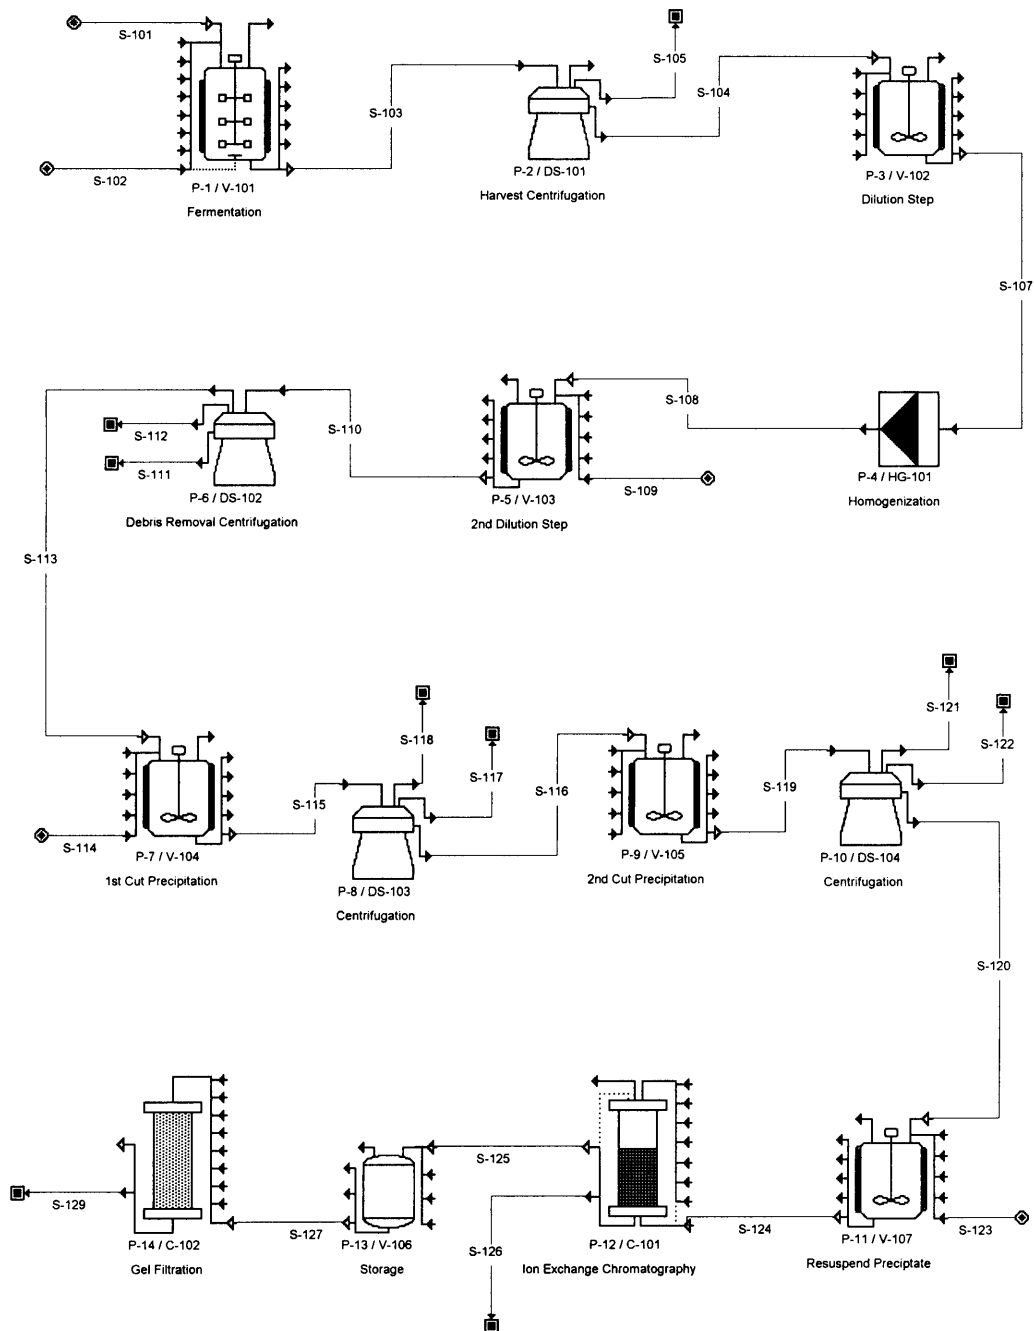 S-101
S-105
S-103
S-104
S-102
P-1 / V-101
Fermentation
P-2 / DS-101
Harvest Centrifugation
P-3 / V-102
Dilution Step
S-107
S-108
S-112
S-110
S-111
S-109
P-6 / DS-102
Debris Removal Centrifugation
P-5 / V-103
2nd Dilution Step
P-4 / HG-101
Homogenization
S-113
S-121
S-122
S-118
S-117
S-115
S-116
S-119
S-114
P-7 / V-104
1st Cut Precipitation
P-8 / DS-103
Centrifugation
P-9 / V-105
2nd Cut Precipitation
P-10 / DS-104
Centrifugation
S-120
S-125
S-129
S-127
S-126
S-124
S-123
P-14 / C-102
Gel Filtration
P-13 / V-106
Storage
P-12 / C-101
Ion Exchange Chromatography
P-11 / V-107
Resuspend Preciptate